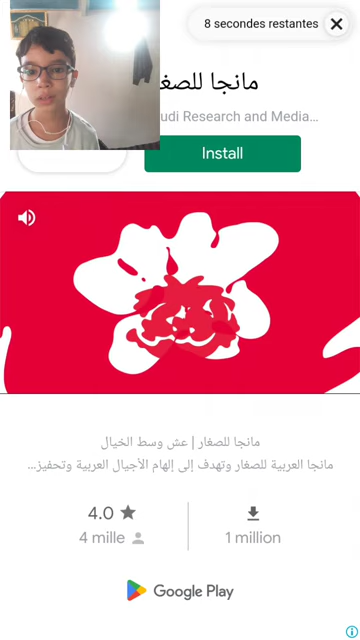 8 secondes restantes
مانجا للصغا
udi Research and Media...
Install
مانجا للصغار | عش وسط الخيال
مانجا العربية للصغار وتهدف إلى إلهام الأجيال العربية وتحفيز...
4.0 ★
1 million
4 mille
Google Play